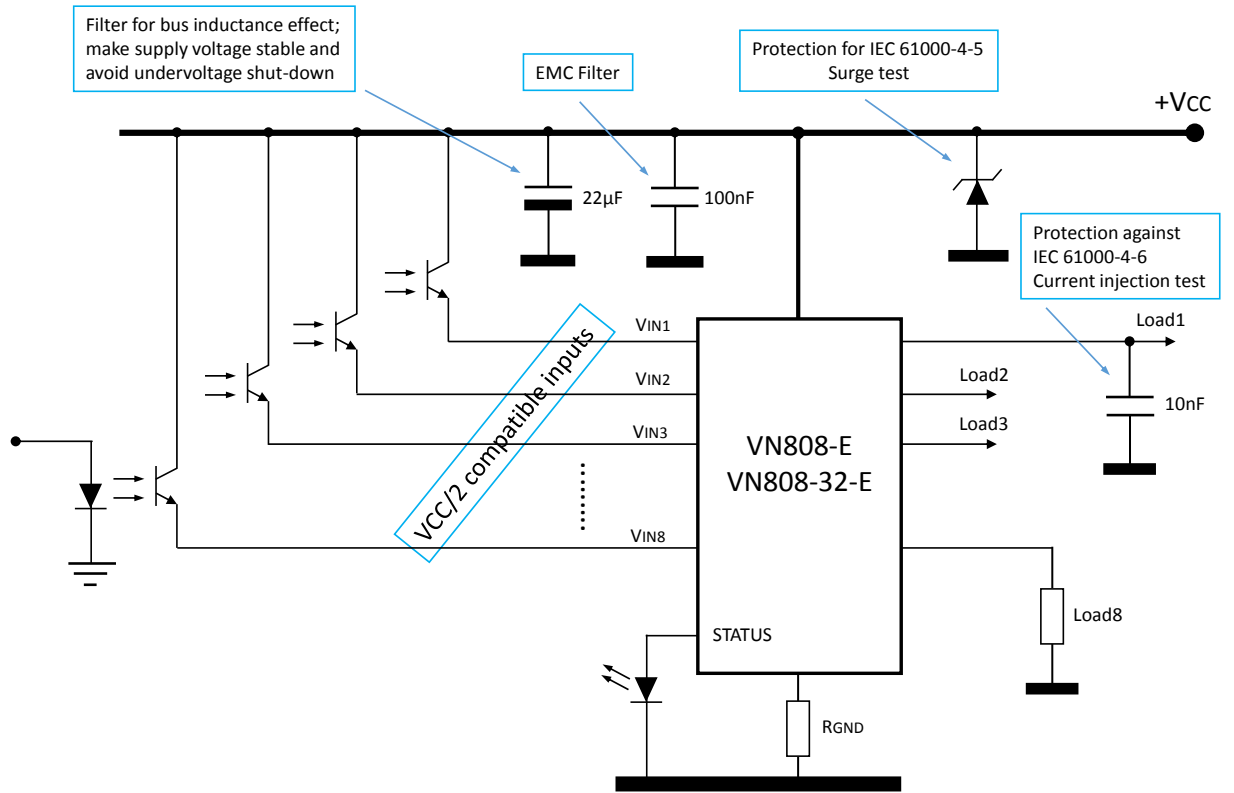 Filter for bus inductance effect;
make supply voltage stable and
avoid undervoltage shut-down
EMC Filter
Protection for IEC 61000-4-5
Surge test
+VCC
22µF
100nF
Protection against
IEC 61000-4-6
Current injection test
VIN1
Load1
VIN2
Load2
VIN3
Load3
10nF
VCC/2 compatible inputs
VN808-E
VN808-32-E
VIN8
Load8
STATUS
RGND